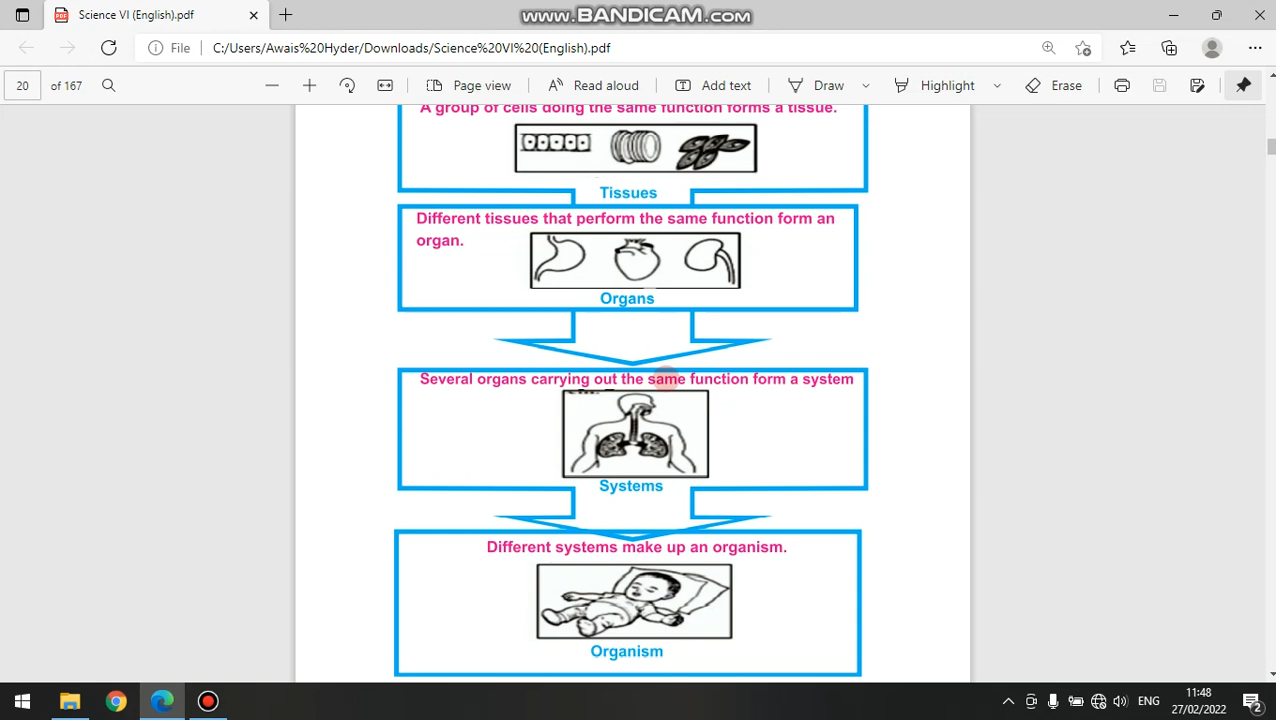 Science VI (English).pdf
WWW.BANDICAM.COM
File
C:/Users/Awais%20Hyder/Downloads/Science%20VI%20(English).pdf
20
of 167
Page view
Read aloud
Add text
Draw
Highlight
Erase
A group of cells doing the same function forms a tissue.
Tissues
Different tissues that perform the same function form an
organ.
Organs
Several organs carrying out the same function form a system
Systems
Different systems make up an organism.
Organism
ENG
11:48
27/02/2022
2